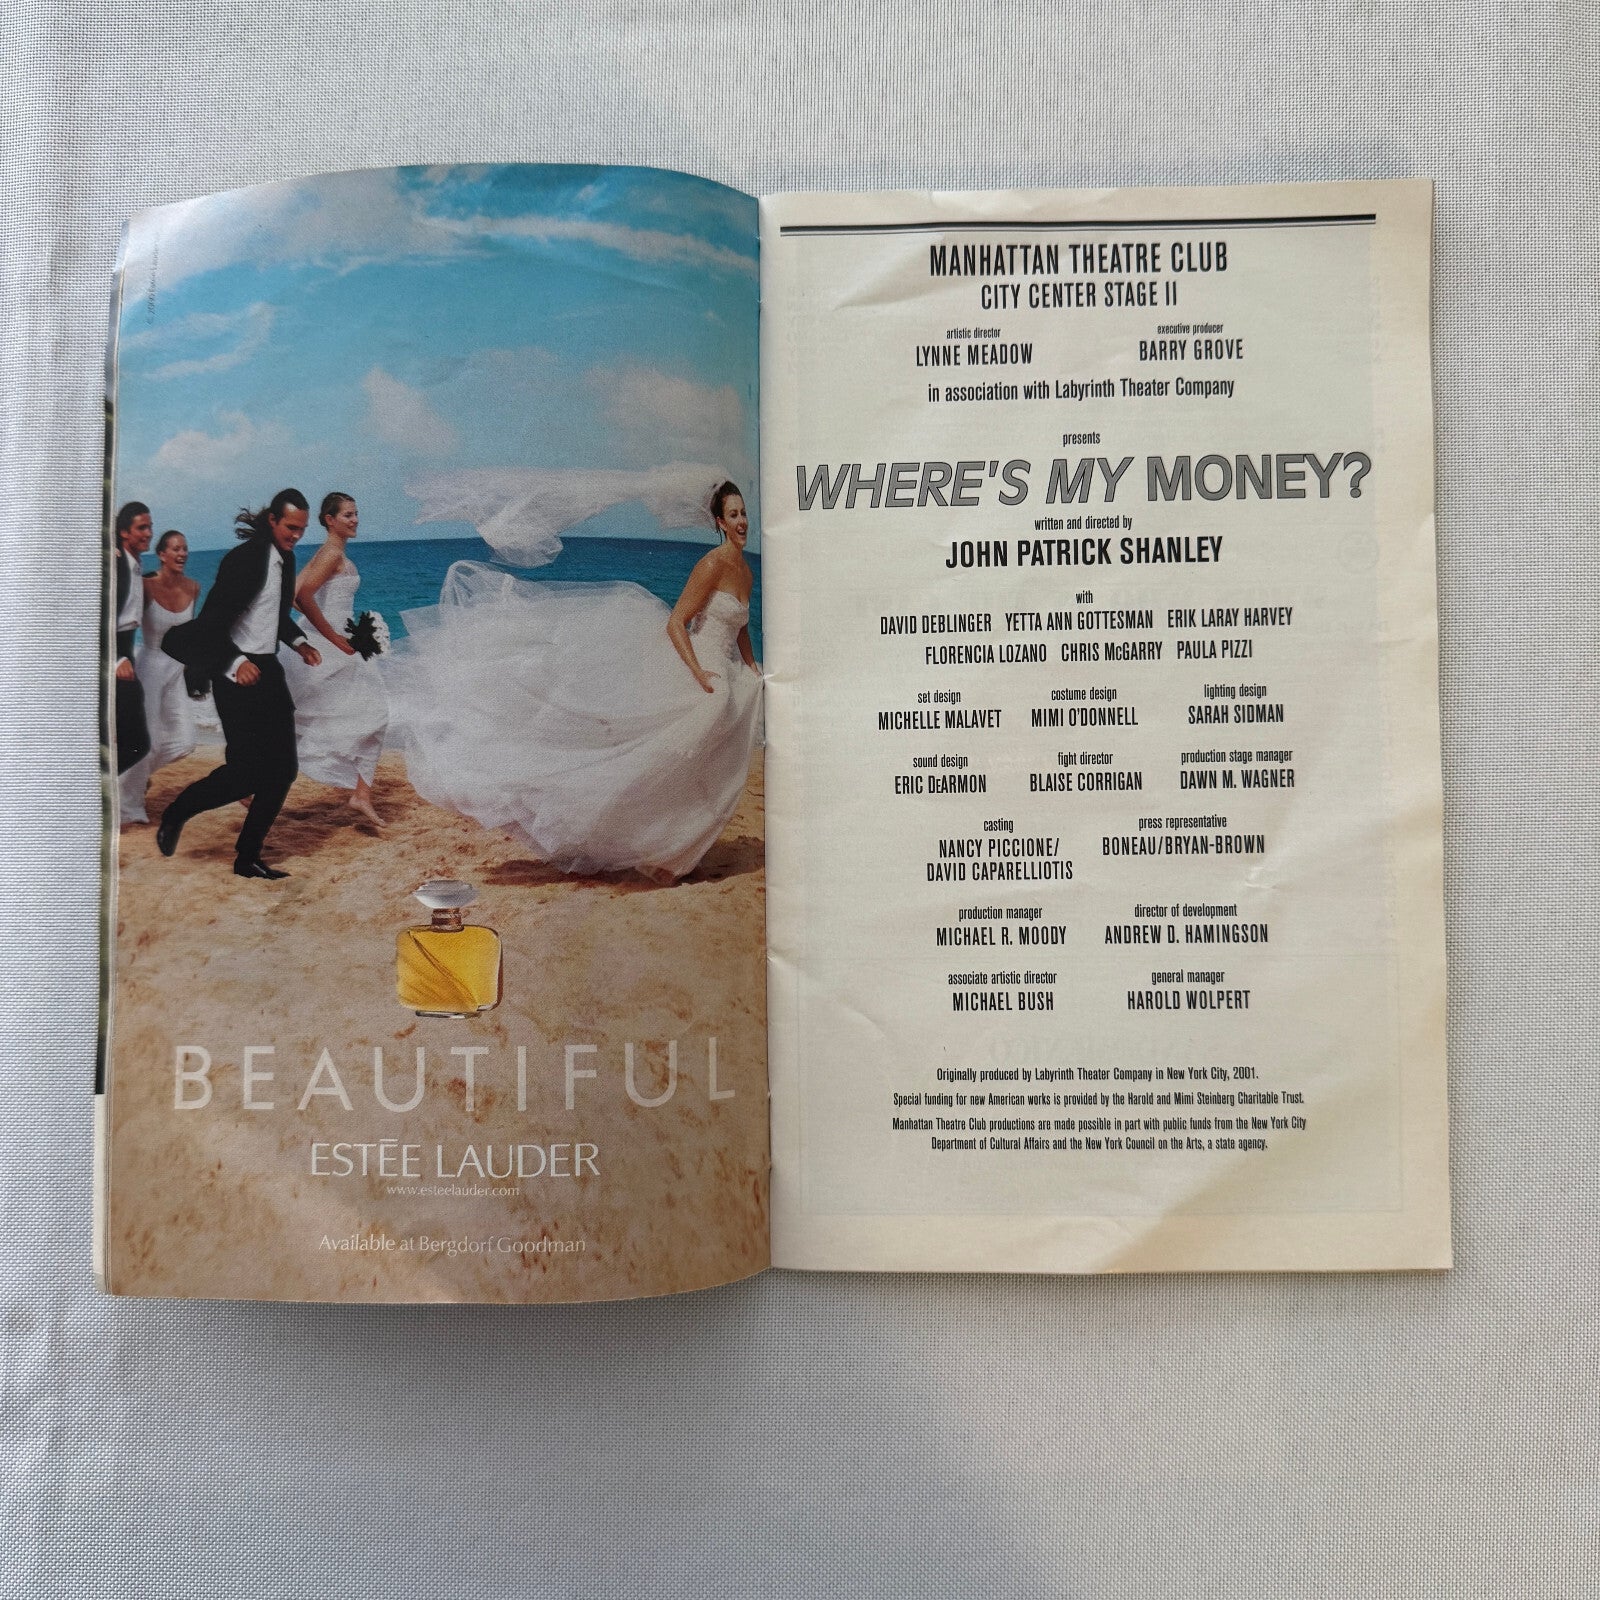 © 2000 Estée Lauder Inc.
BEAUTIFUL
ESTĒE LAUDER
www.esteelauder.com
Available at Bergdorf Goodman
MANHATTAN THEATRE CLUB
CITY CENTER STAGE II
artistic director executive producer
LYNNE MEADOW BARRY GROVE
in association with Labyrinth Theater Company
presents
WHERE'S MY MONEY?
written and directed by
JOHN PATRICK SHANLEY
with
DAVID DEBLINGER YETTA ANN GOTTESMAN ERIK LARAY HARVEY
FLORENCIA LOZANO CHRIS McGARRY PAULA PIZZI
set design costume design lighting design
MICHELLE MALAVET MIMI O'DONNELL SARAH SIDMAN
sound design fight director production stage manager
ERIC DeARMON BLAISE CORRIGAN DAWN M. WAGNER
casting press representative
NANCY PICCIONE/ BONEAU/BRYAN-BROWN
DAVID CAPARELLIOTIS
production manager director of development
MICHAEL R. MOODY ANDREW D. HAMINGSON
associate artistic director general manager
MICHAEL BUSH HAROLD WOLPERT
Originally produced by Labyrinth Theater Company in New York City, 2001.
Special funding for new American works is provided by the Harold and Mimi Steinberg Charitable Trust.
Manhattan Theatre Club productions are made possible in part with public funds from the New York City
Department of Cultural Affairs and the New York Council on the Arts, a state agency.